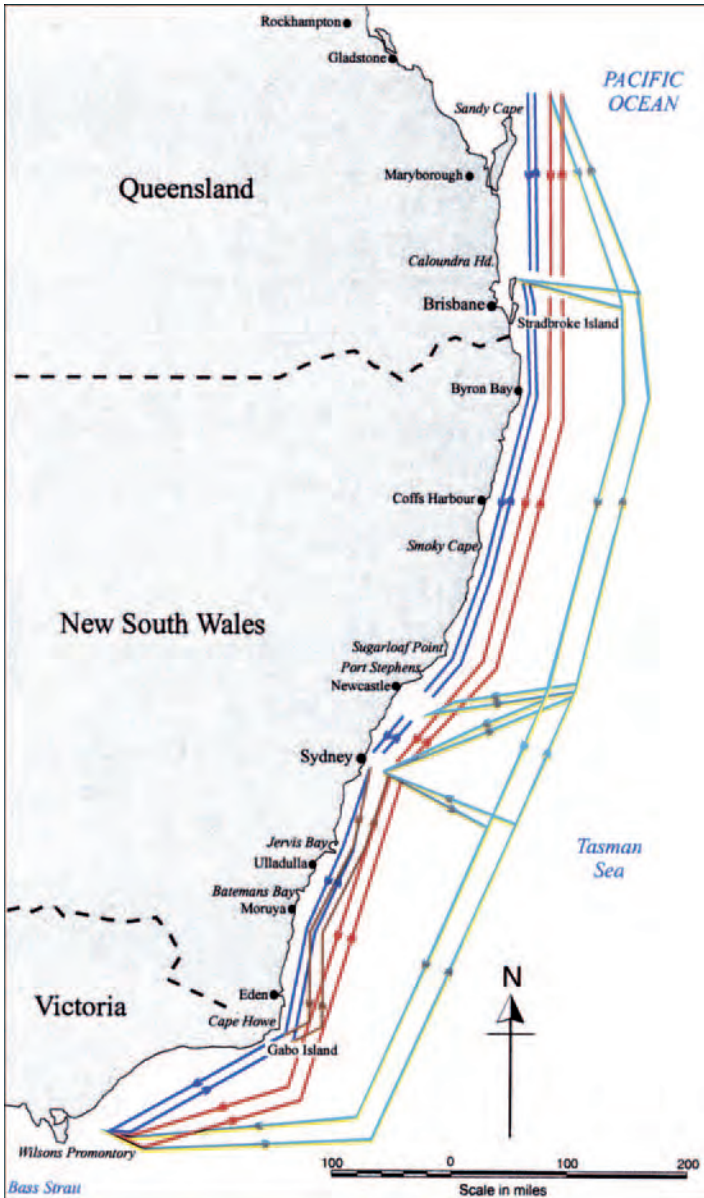 Rockhampton
Gladstone
PACIFIC
OCEAN
Sandy Cape
Maryborough
Queensland
Caloundra Hd.
Brisbane
Stradbroke Island
Byron Bay
Coffs Harbour
Smoky Cape
New South Wales
Sugarloaf Point
Port Stephens
Newcastle
Sydney
Jervis Bay
Ulladulla
Tasman
Sea
Batemans Bay
Moruya
N
Eden
Victoria
Cape Howe
Gabo Island
Wilsons Promontory
100 0 100 200
Scale in miles
Bass Strait